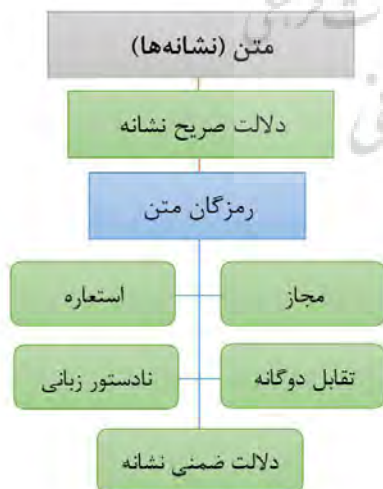 متن (نشانه‌ها)
دلالت صریح نشانه
رمزگان متن
مجاز
استعاره
تقابل دوگانه
نادستور زبانی
دلالت ضمنی نشانه